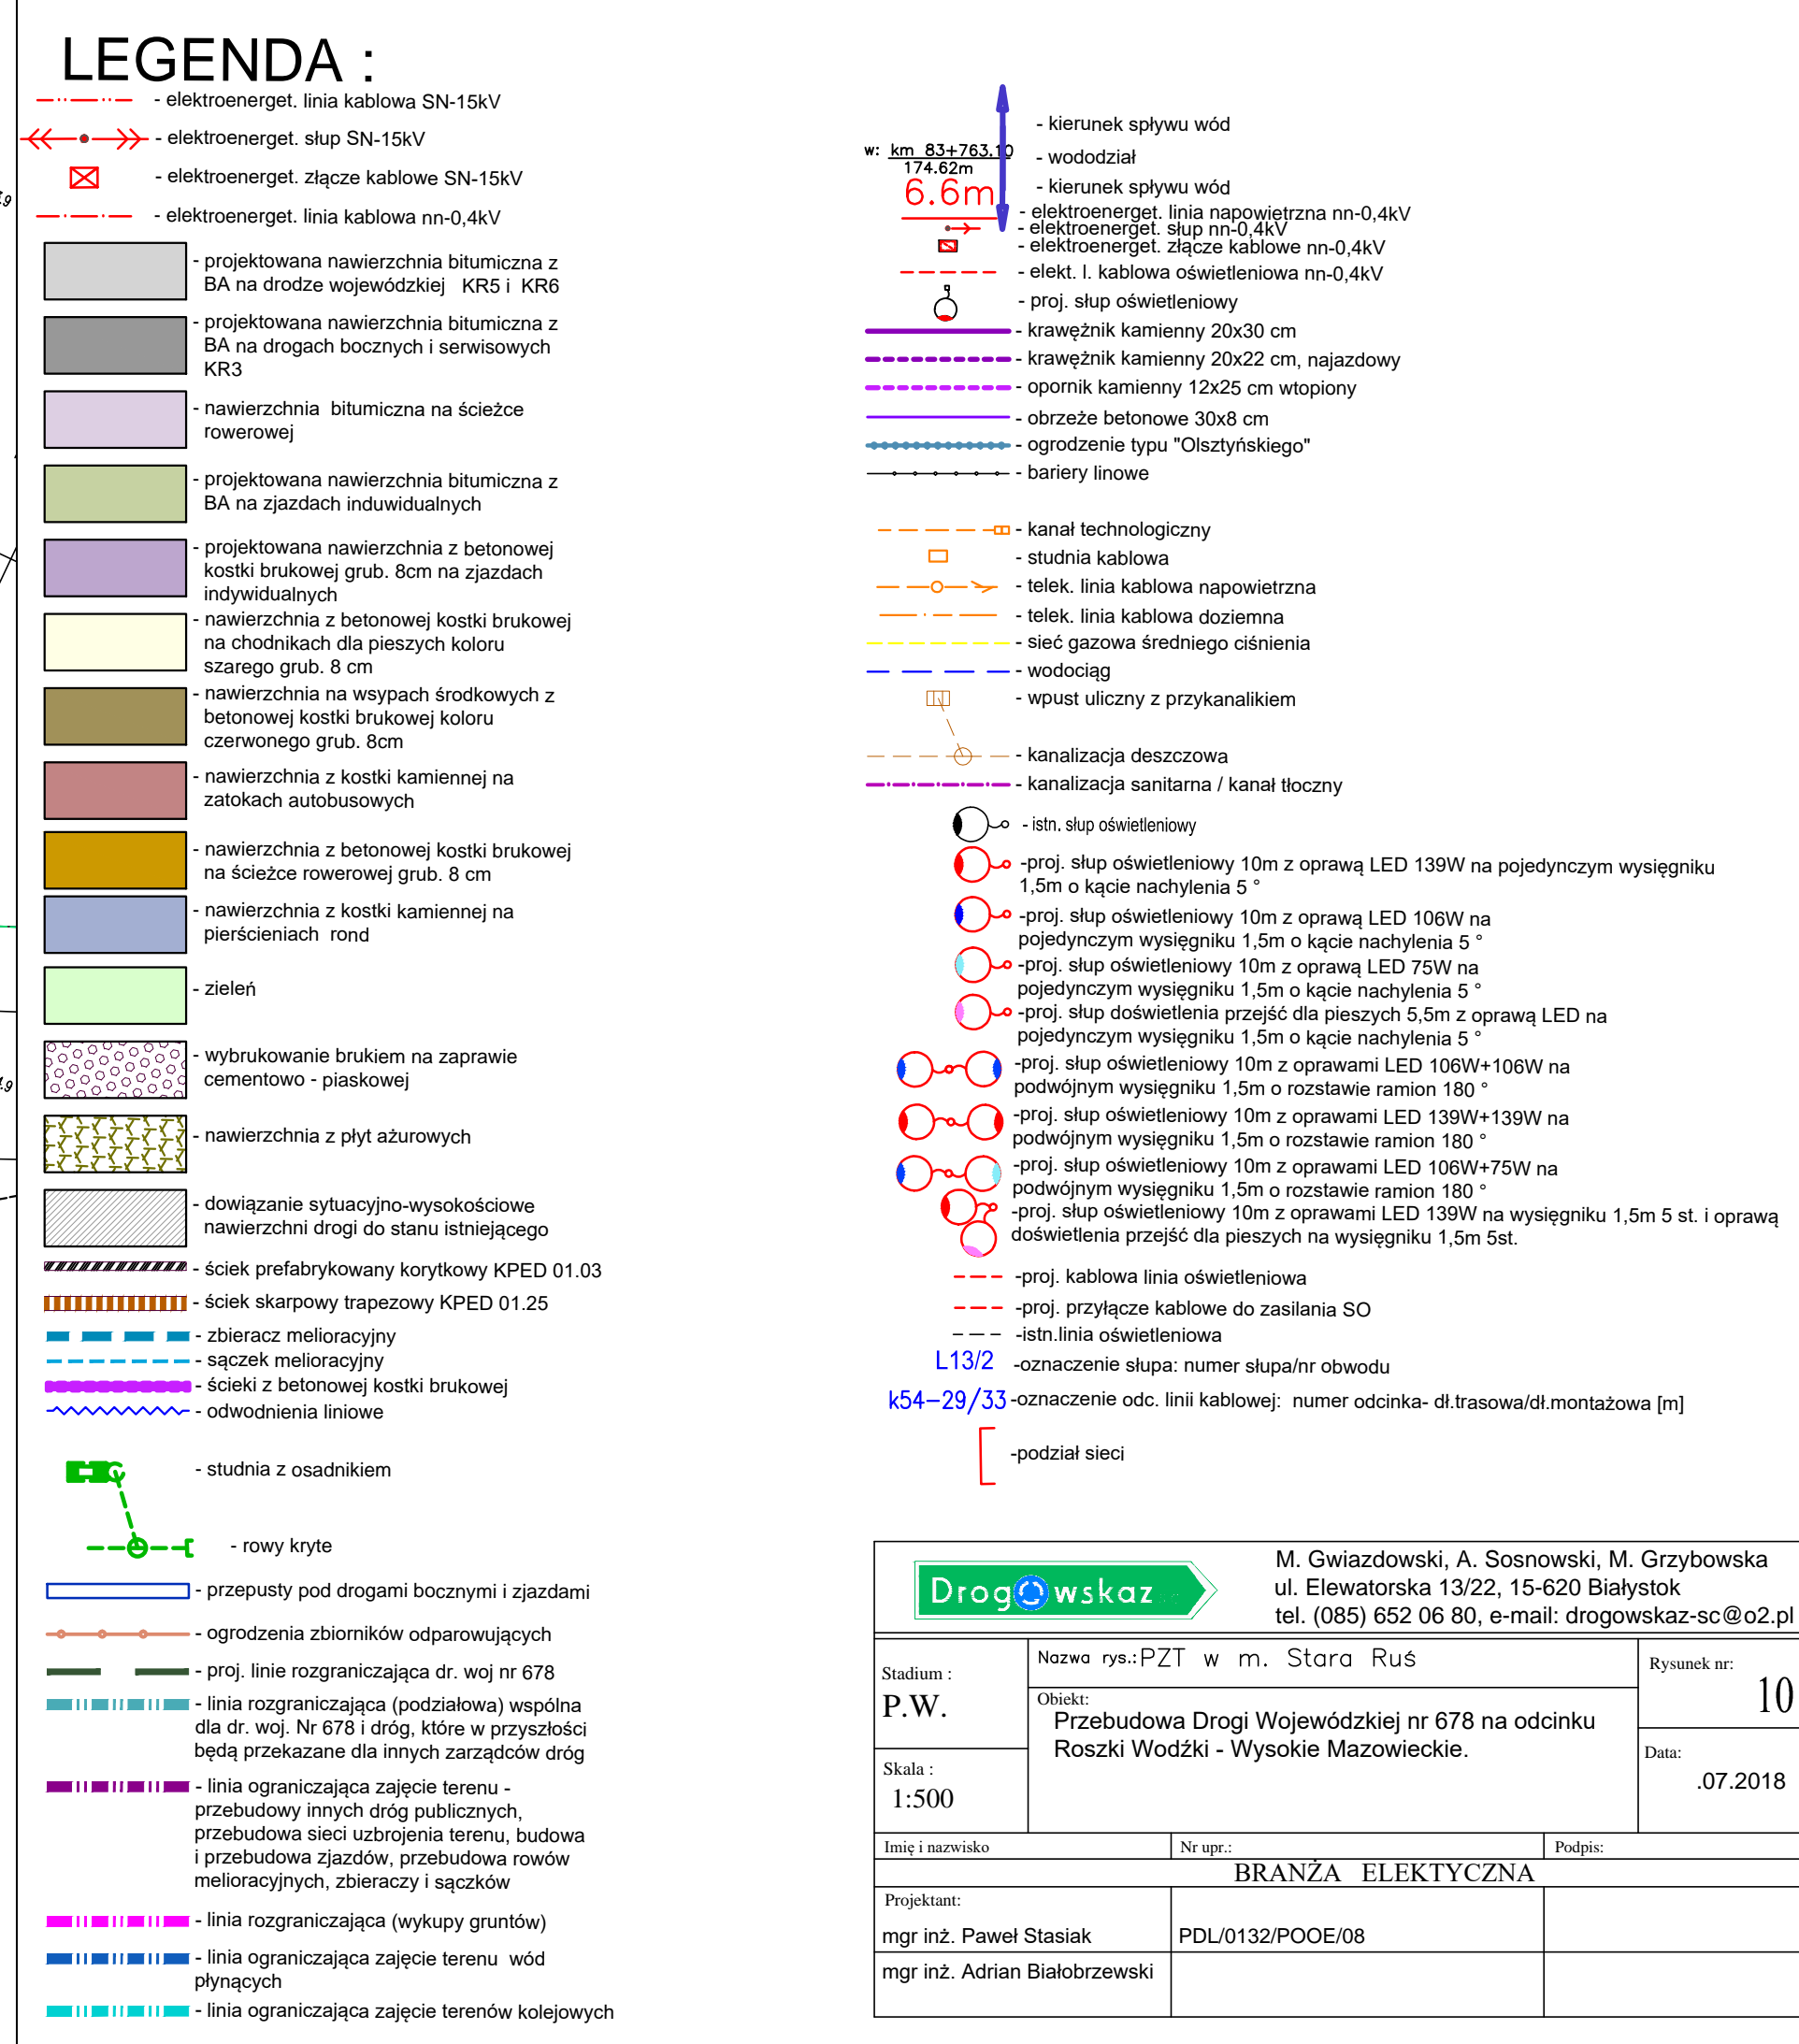 LEGENDA :
- elektroenerget. linia kablowa SN-15kV
- elektroenerget. słup SN-15kV
- elektroenerget. złącze kablowe SN-15kV
- elektroenerget. linia kablowa nn-0,4kV
- projektowana nawierzchnia bitumiczna z
BA na drodze wojewódzkiej KR5 i KR6
- projektowana nawierzchnia bitumiczna z
BA na drogach bocznych i serwisowych
KR3
- nawierzchnia bitumiczna na ścieżce
rowerowej
- projektowana nawierzchnia bitumiczna z
BA na zjazdach induwidualnych
- projektowana nawierzchnia z betonowej
kostki brukowej grub. 8cm na zjazdach
indywidualnych
- nawierzchnia z betonowej kostki brukowej
na chodnikach dla pieszych koloru
szarego grub. 8 cm
- nawierzchnia na wsypach środkowych z
betonowej kostki brukowej koloru
czerwonego grub. 8cm
- nawierzchnia z kostki kamiennej na
zatokach autobusowych
- nawierzchnia z betonowej kostki brukowej
na ścieżce rowerowej grub. 8 cm
- nawierzchnia z kostki kamiennej na
pierścieniach rond
- zieleń
- wybrukowanie brukiem na zaprawie
cementowo - piaskowej
- nawierzchnia z płyt ażurowych
- dowiązanie sytuacyjno-wysokościowe
nawierzchni drogi do stanu istniejącego
- ściek prefabrykowany korytkowy KPED 01.03
- ściek skarpowy trapezowy KPED 01.25
- zbieracz melioracyjny
- sączek melioracyjny
- ścieki z betonowej kostki brukowej
- odwodnienia liniowe
- studnia z osadnikiem
- rowy kryte
- przepusty pod drogami bocznymi i zjazdami
- ogrodzenia zbiorników odparowujących
- proj. linie rozgraniczająca dr. woj nr 678
- linia rozgraniczająca (podziałowa) wspólna
dla dr. woj. Nr 678 i dróg, które w przyszłości
będą przekazane dla innych zarządców dróg
- linia ograniczająca zajęcie terenu -
przebudowy innych dróg publicznych,
przebudowa sieci uzbrojenia terenu, budowa
i przebudowa zjazdów, przebudowa rowów
melioracyjnych, zbieraczy i sączków
- linia rozgraniczająca (wykupy gruntów)
- linia ograniczająca zajęcie terenu wód
płynących
- linia ograniczająca zajęcie terenów kolejowych
- kierunek spływu wód
w: km 83+763.10
174.62m
- wododział
6.6m
- kierunek spływu wód
- elektroenerget. linia napowietrzna nn-0,4kV
- elektroenerget. słup nn-0,4kV
- elektroenerget. złącze kablowe nn-0,4kV
- elekt. l. kablowa oświetleniowa nn-0,4kV
- proj. słup oświetleniowy
- krawężnik kamienny 20x30 cm
- krawężnik kamienny 20x22 cm, najazdowy
- opornik kamienny 12x25 cm wtopiony
- obrzeże betonowe 30x8 cm
- ogrodzenie typu "Olsztyńskiego"
- bariery linowe
- kanał technologiczny
- studnia kablowa
- telek. linia kablowa napowietrzna
- telek. linia kablowa doziemna
- sieć gazowa średniego ciśnienia
- wodociąg
- wpust uliczny z przykanalikiem
- kanalizacja deszczowa
- kanalizacja sanitarna / kanał tłoczny
- istn. słup oświetleniowy
-proj. słup oświetleniowy 10m z oprawą LED 139W na pojedynczym wysięgniku
1,5m o kącie nachylenia 5 °
-proj. słup oświetleniowy 10m z oprawą LED 106W na
pojedynczym wysięgniku 1,5m o kącie nachylenia 5 °
-proj. słup oświetleniowy 10m z oprawą LED 75W na
pojedynczym wysięgniku 1,5m o kącie nachylenia 5 °
-proj. słup doświetlenia przejść dla pieszych 5,5m z oprawą LED na
pojedynczym wysięgniku 1,5m o kącie nachylenia 5 °
-proj. słup oświetleniowy 10m z oprawami LED 106W+106W na
podwójnym wysięgniku 1,5m o rozstawie ramion 180 °
-proj. słup oświetleniowy 10m z oprawami LED 139W+139W na
podwójnym wysięgniku 1,5m o rozstawie ramion 180 °
-proj. słup oświetleniowy 10m z oprawami LED 106W+75W na
podwójnym wysięgniku 1,5m o rozstawie ramion 180 °
-proj. słup oświetleniowy 10m z oprawami LED 139W na wysięgniku 1,5m 5 st. i oprawą
doświetlenia przejść dla pieszych na wysięgniku 1,5m 5st.
-proj. kablowa linia oświetleniowa
-proj. przyłącze kablowe do zasilania SO
-istn.linia oświetleniowa
L13/2 -oznaczenie słupa: numer słupa/nr obwodu
k54-29/33 -oznaczenie odc. linii kablowej: numer odcinka- dł.trasowa/dł.montażowa [m]
-podział sieci
Drogowskaz
M. Gwiazdowski, A. Sosnowski, M. Grzybowska
ul. Elewatorska 13/22, 15-620 Białystok
tel. (085) 652 06 80, e-mail: drogowskaz-sc@o2.pl
Stadium :
P.W.
Nazwa rys.: PZT w m. Stara Ruś
Rysunek nr:
10
Obiekt:
Przebudowa Drogi Wojewódzkiej nr 678 na odcinku
Roszki Wodźki - Wysokie Mazowieckie.
Skala :
1:500
Data:
.07.2018
Imię i nazwisko
Nr upr.:
Podpis:
BRANŻA ELEKTYCZNA
Projektant:
mgr inż. Paweł Stasiak
PDL/0132/POOE/08
mgr inż. Adrian Białobrzewski